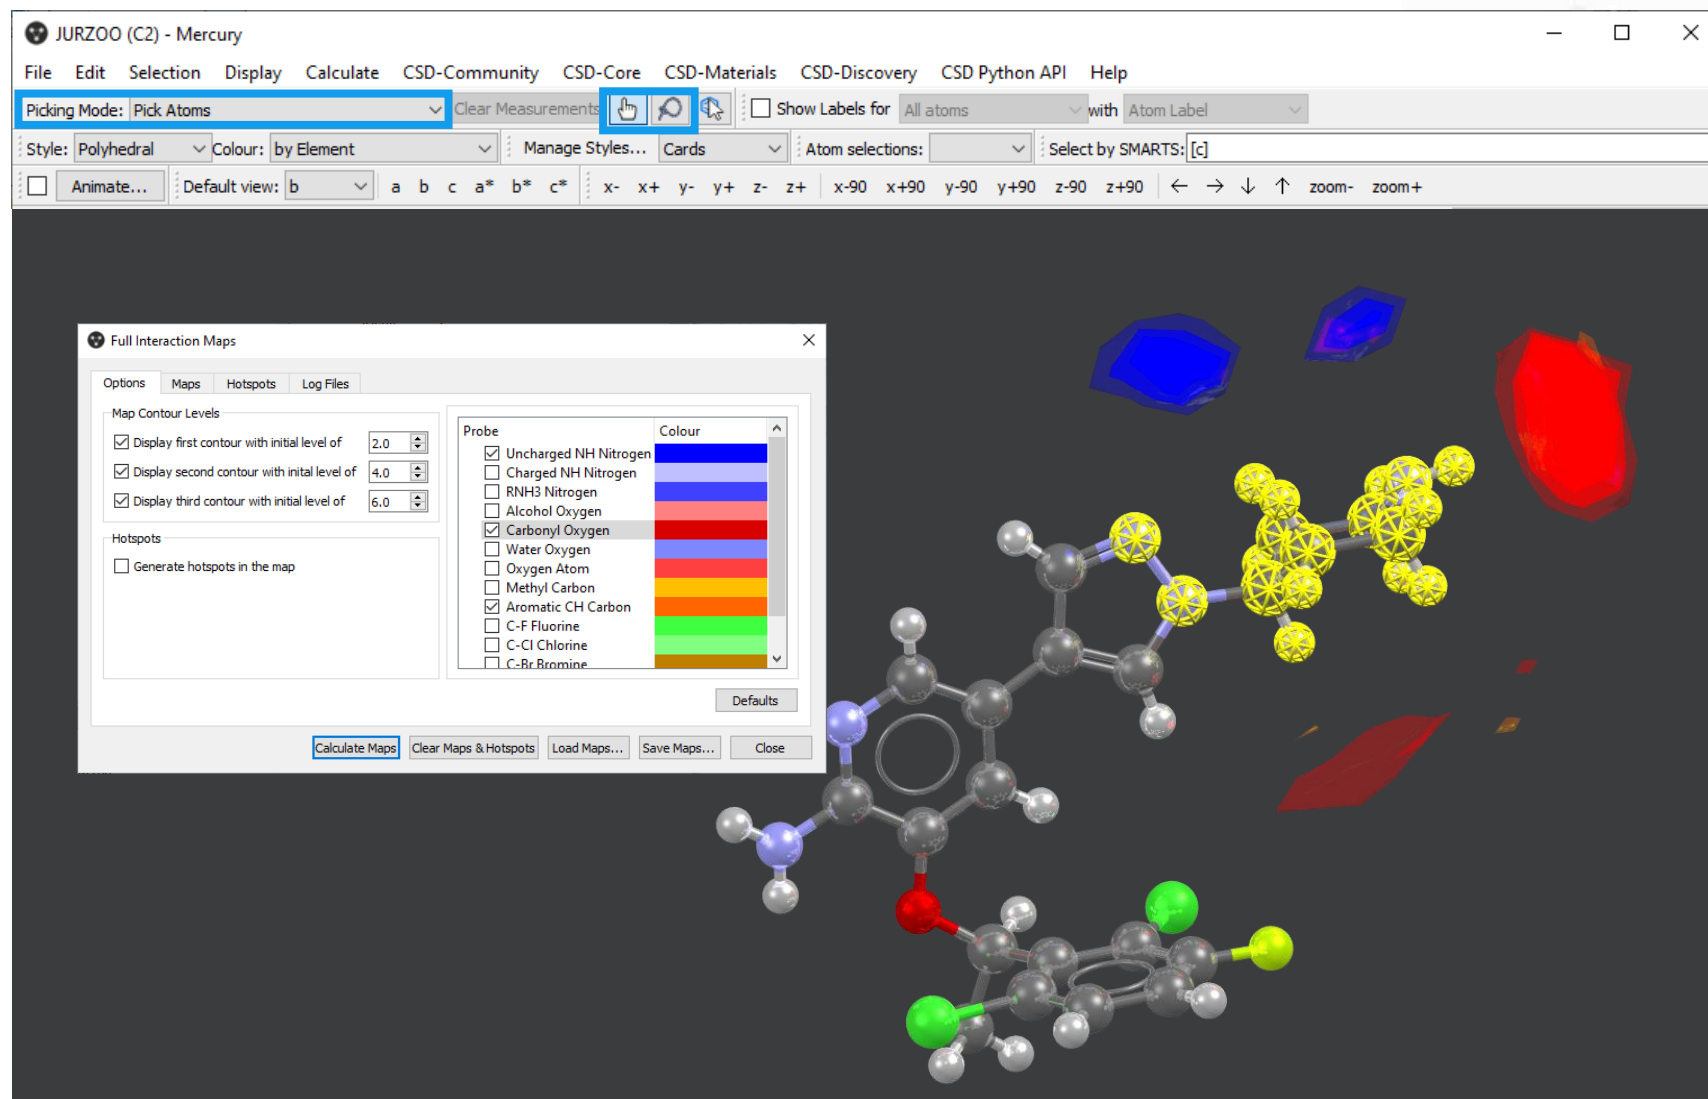 JURZOO (C2) - Mercury
File Edit Selection Display Calculate CSD-Community CSD-Core CSD-Materials CSD-Discovery CSD Python API Help
Picking Mode: Pick Atoms Clear Measurements Show Labels for All atoms with Atom Label
Style: Polyhedral Colour: by Element Manage Styles... Cards Atom selections: Select by SMARTS: [c]
Animate... Default view: b a b c a* b* c* x- x+ y- y+ z- z+ x-90 x+90 y-90 y+90 z-90 z+90 ← → ↓ ↑ zoom- zoom+
Full Interaction Maps
Options Maps Hotspots Log Files
Map Contour Levels
Display first contour with initial level of 2.0
Display second contour with inital level of 4.0
Display third contour with initial level of 6.0
Hotspots
Generate hotspots in the map
Probe Colour
Uncharged NH Nitrogen
Charged NH Nitrogen
RNH3 Nitrogen
Alcohol Oxygen
Carbonyl Oxygen
Water Oxygen
Oxygen Atom
Methyl Carbon
Aromatic CH Carbon
C-F Fluorine
C-Cl Chlorine
C-Br Bromine
Defaults
Calculate Maps Clear Maps & Hotspots Load Maps... Save Maps... Close